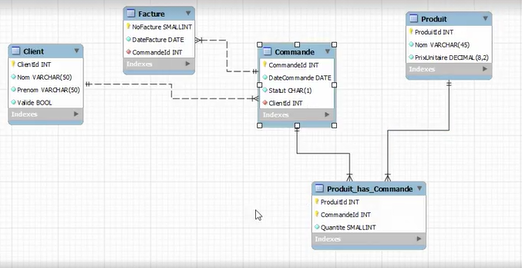 Facture
NoFacture SMALLINT
DateFacture DATE
CommandeId INT
Indexes
Client
ClientId INT
Nom VARCHAR(50)
Prenom VARCHAR(50)
Valide BOOL
Indexes
Commande
CommandeId INT
DateCommande DATE
Statut CHAR(1)
ClientId INT
Indexes
Produit
ProduitId INT
Nom VARCHAR(45)
PrixUnitaire DECIMAL(8,2)
Indexes
Produit_has_Commande
ProduitId INT
CommandeId INT
Quantite SMALLINT
Indexes